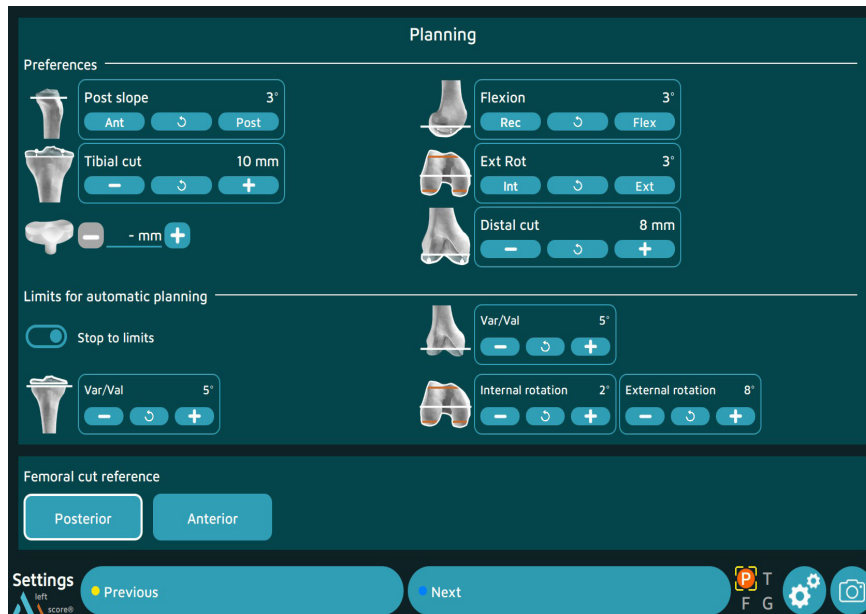 Planning
Preferences
Post slope 3°
Ant Post
Tibial cut 10 mm
- mm
Flexion 3°
Rec Flex
Ext Rot 3°
Int Ext
Distal cut 8 mm
Limits for automatic planning
Stop to limits
Var/Val 5°
Var/Val 5°
Internal rotation 2°
External rotation 8°
Femoral cut reference
Posterior Anterior
Settings
left
score®
Previous
Next
P T
F G